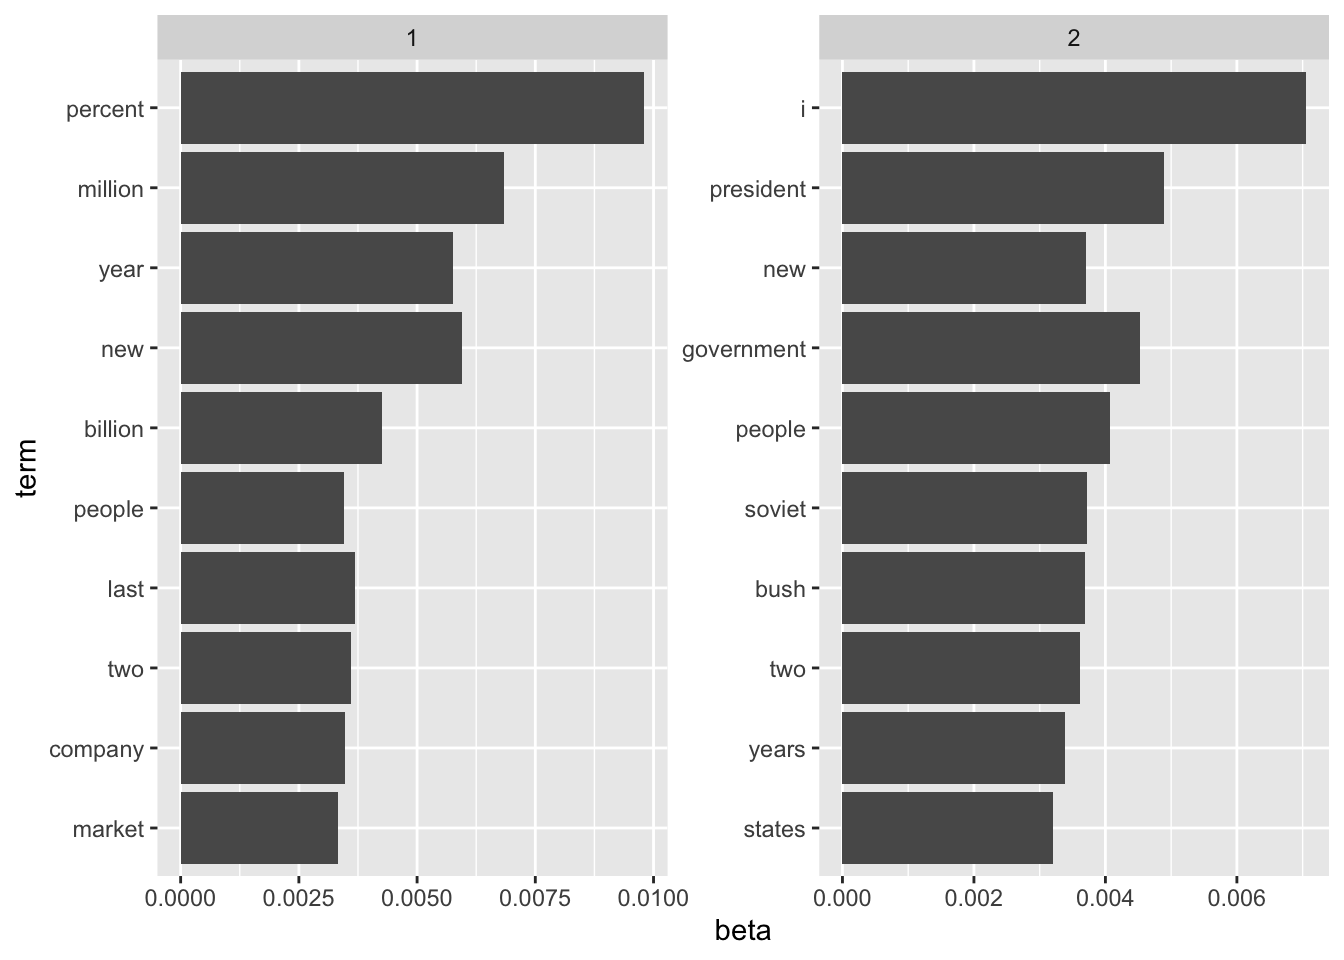 1
percent
million
year
new
billion
people
last
two
company
market
0.0000 0.0025 0.0050 0.0075 0.0100
2
i
president
new
government
people
soviet
bush
two
years
states
0.000 0.002 0.004 0.006
term
beta